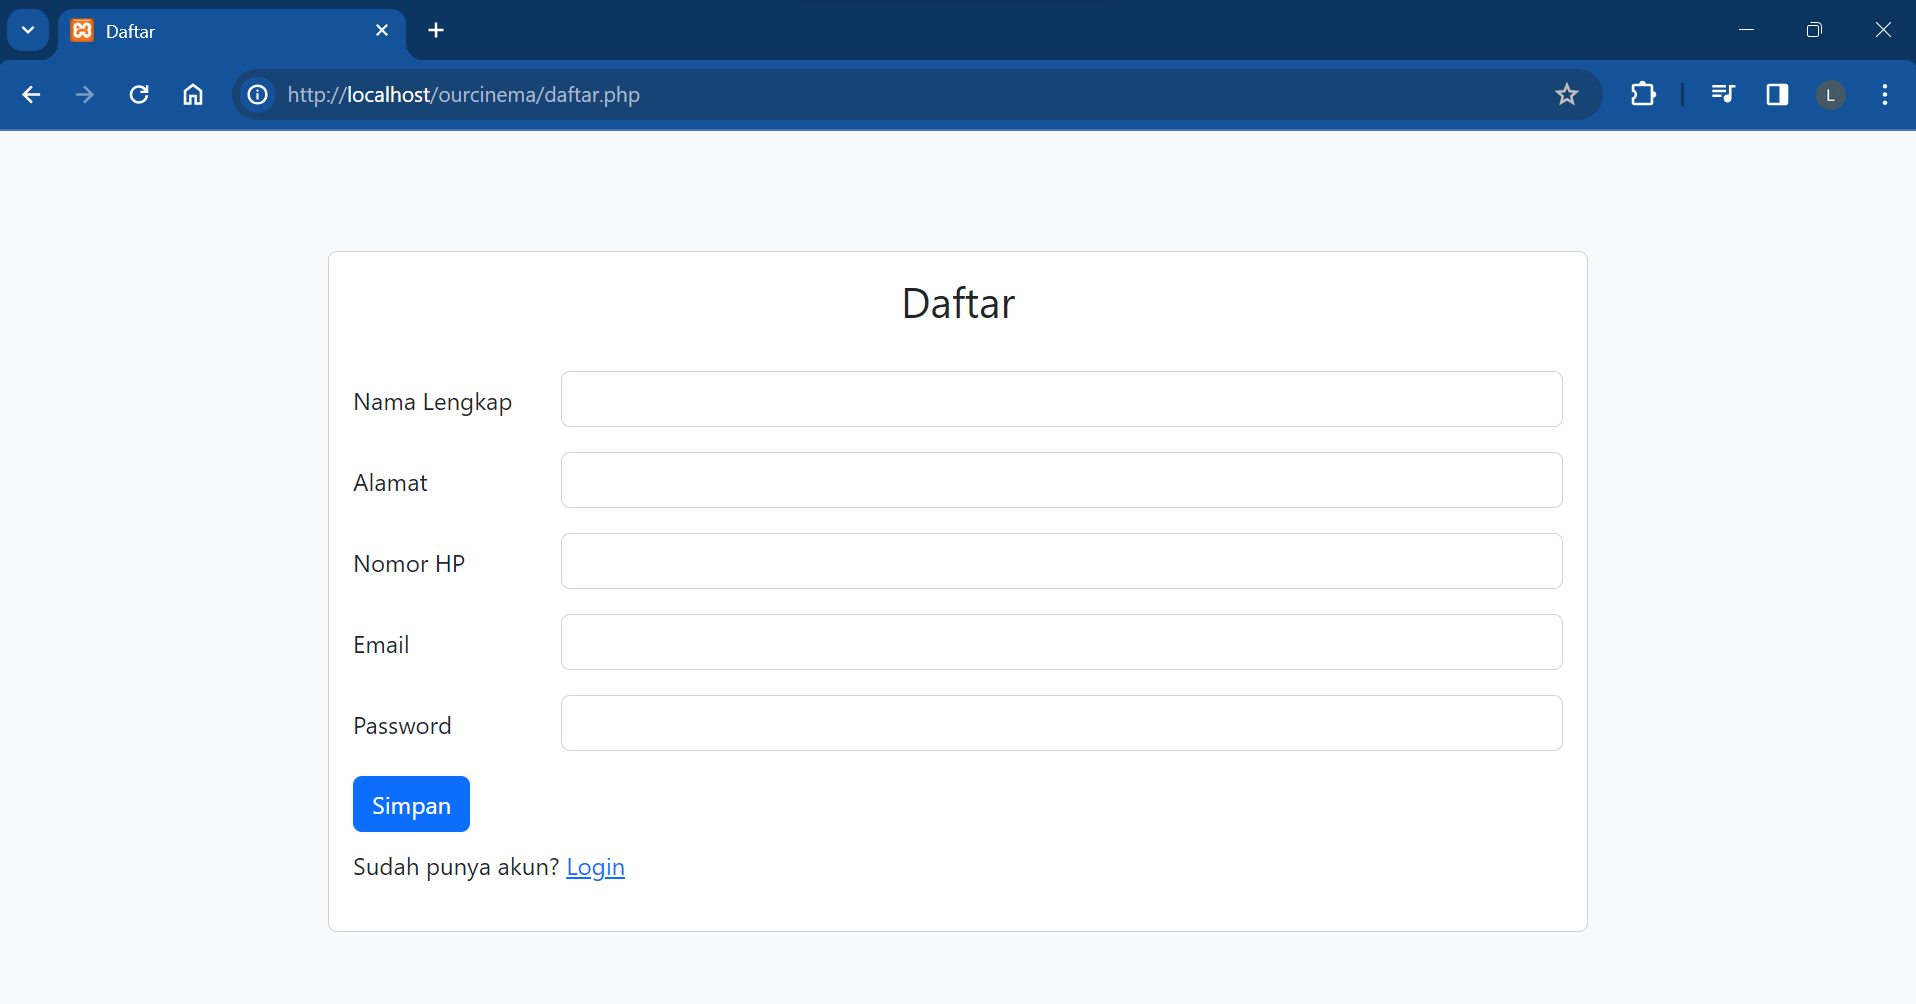 Daftar
http://localhost/ourcinema/daftar.php
L
Daftar
Nama Lengkap
Alamat
Nomor HP
Email
Password
Simpan
Sudah punya akun? Login